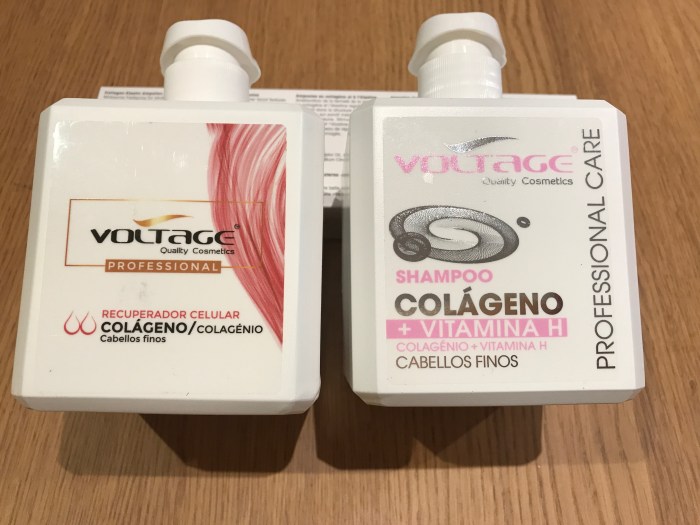 VOLTAGE®
Quality Cosmetics
PROFESSIONAL
RECUPERADOR CELULAR
COLÁGENO/COLAGÉNIO
Cabellos finos
VOLTAGE®
Quality Cosmetics
SHAMPOO
COLÁGENO
+ VITAMINA H
COLAGÉNIO + VITAMINA H
CABELLOS FINOS
PROFESSIONAL CARE